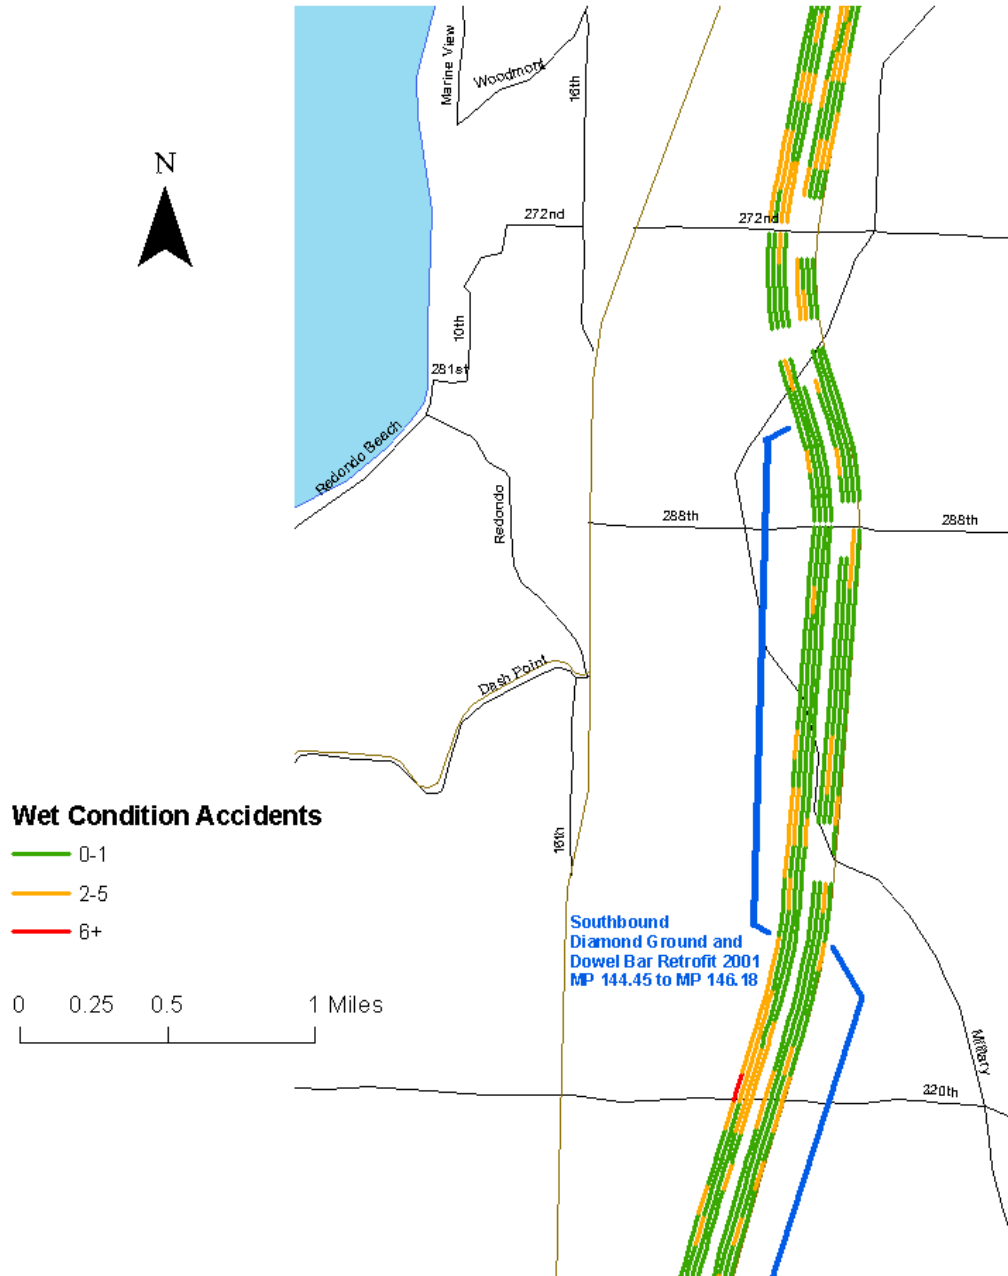 Marine View
Woodmont
16th
N
272nd
272nd
10th
281st
Redondo Beach
Redondo
288th
288th
Dash Point
Wet Condition Accidents
0-1
2-5
6+
16th
Southbound
Diamond Ground and
Dowel Bar Retrofit 2001
MP 144.45 to MP 146.18
0 0.25 0.5 1 Miles
Military
320th